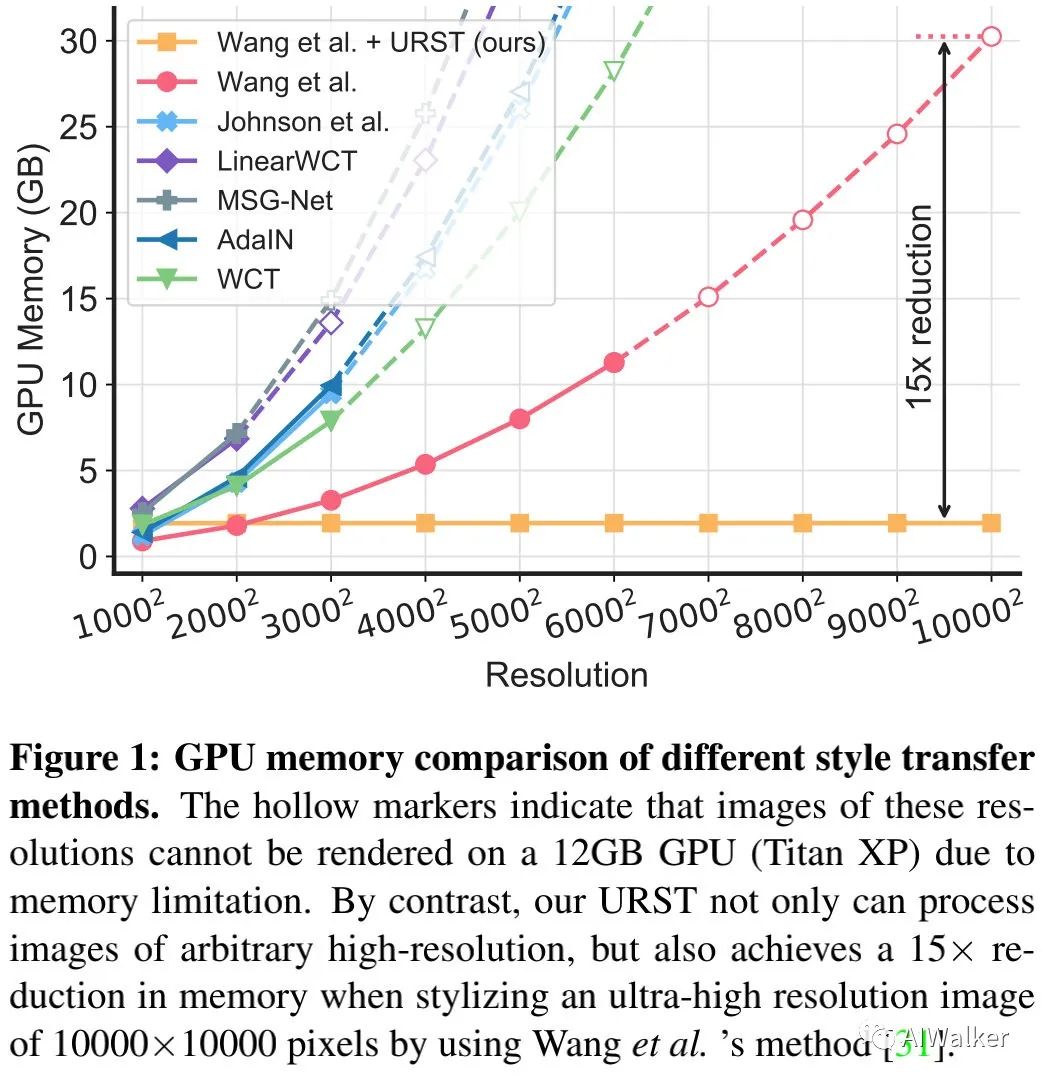 30
25
20
15
10
5
0
GPU Memory (GB)
Wang et al. + URST (ours)
Wang et al.
Johnson et al.
LinearWCT
MSG-Net
AdaIN
WCT
15x reduction
1000² 2000² 3000² 4000² 5000² 6000² 7000² 8000² 9000² 10000²
Resolution
Figure 1: GPU memory comparison of different style transfer
methods. The hollow markers indicate that images of these res-
olutions cannot be rendered on a 12GB GPU (Titan XP) due to
memory limitation. By contrast, our URST not only can process
images of arbitrary high-resolution, but also achieves a 15× re-
duction in memory when stylizing an ultra-high resolution image
of 10000×10000 pixels by using Wang et al. 's method [31].
AIWalker